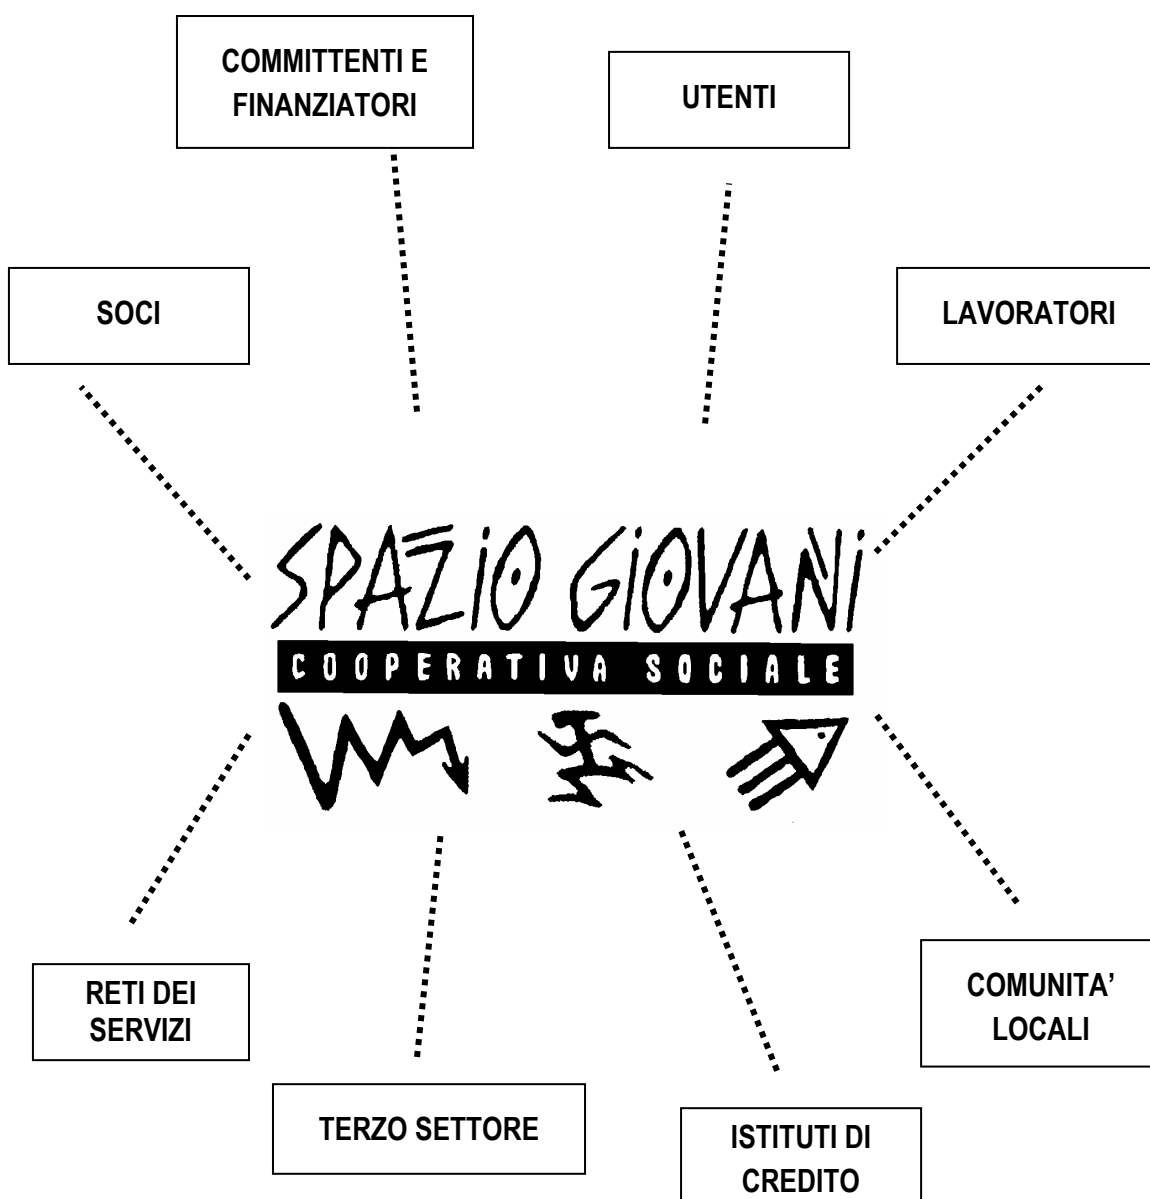 COMMITTENTI E
FINANZIATORI
UTENTI
SOCI
LAVORATORI
SPAZIO GIOVANI
COOPERATIVA SOCIALE
RETI DEI
SERVIZI
COMUNITA’
LOCALI
TERZO SETTORE
ISTITUTI DI
CREDITO